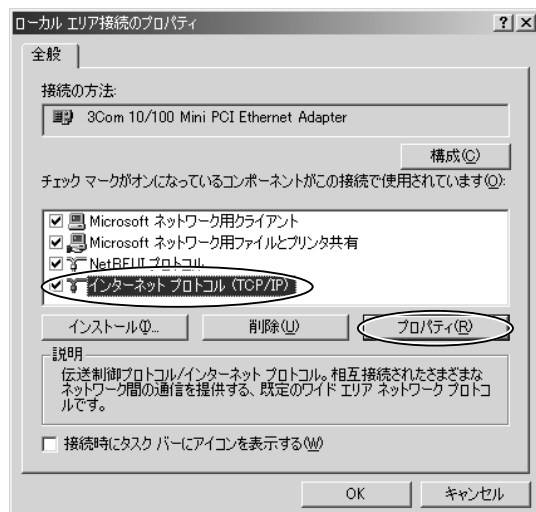 ローカル エリア接続のプロパティ
全般
接続の方法:
3Com 10/100 Mini PCI Ethernet Adapter
構成(C)
チェック マークがオンになっているコンポーネントがこの接続で使用されています(O):
Microsoft ネットワーク用クライアント
Microsoft ネットワーク用ファイルとプリンタ共有
NetBEUI プロトコル
インターネット プロトコル (TCP/IP)
インストール(I)... 削除(U) プロパティ(R)
説明
伝送制御プロトコル/インターネット プロトコル。相互接続されたさまざまな
ネットワーク間の通信を提供する、既定のワイド エリア ネットワーク プロトコ
ルです。
接続時にタスク バーにアイコンを表示する(W)
OK キャンセル